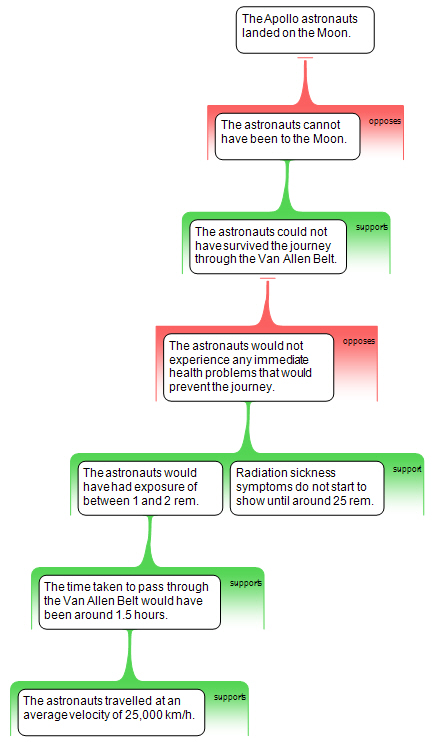 The Apollo astronauts
landed on the Moon.
opposes
The astronauts cannot
have been to the Moon.
supports
The astronauts could not
have survived the journey
through the Van Allen Belt.
opposes
The astronauts would not
experience any immediate
health problems that would
prevent the journey.
The astronauts would
have had exposure of
between 1 and 2 rem.
Radiation sickness
symptoms do not start to
show until around 25 rem.
support
The time taken to pass through
the Van Allen Belt would have
been around 1.5 hours.
supports
The astronauts travelled at an
average velocity of 25,000 km/h.
supports